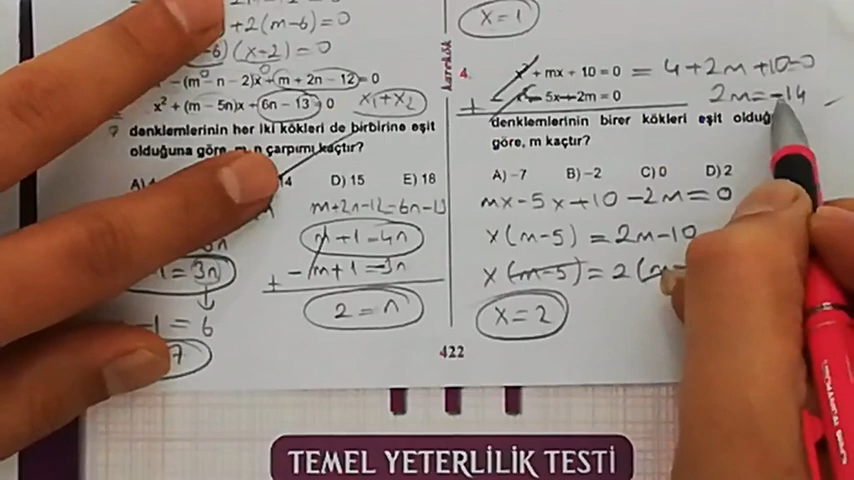 +2(m-6)=0
-6)(x-2)=0
-(m-n-2)x+m+2n-12=0
x²+(m-5n)x+6n-13=0
x₁+x₂
denklemlerinin her iki kökleri de birbirine eşit
olduğuna göre, m.n çarpımı kaçtır?
14 D) 15 E) 18
m+2n-12=6n-13
m+1=4n
-m+1=3n
2=n
=3n
-1=6
7
x=1
karekök
4.
x²+mx+10=0 = 4+2m+10=0
x²-5x+2m=0
2m=-14
denklemlerinin birer kökleri eşit olduğu
göre, m kaçtır?
A) -7 B) -2 C) 0 D) 2
mx-5x+10-2m=0
x(m-5)=2m-10
x(m-5)=2(m-
x=2
422
TEMEL YETERLİLİK TESTİ